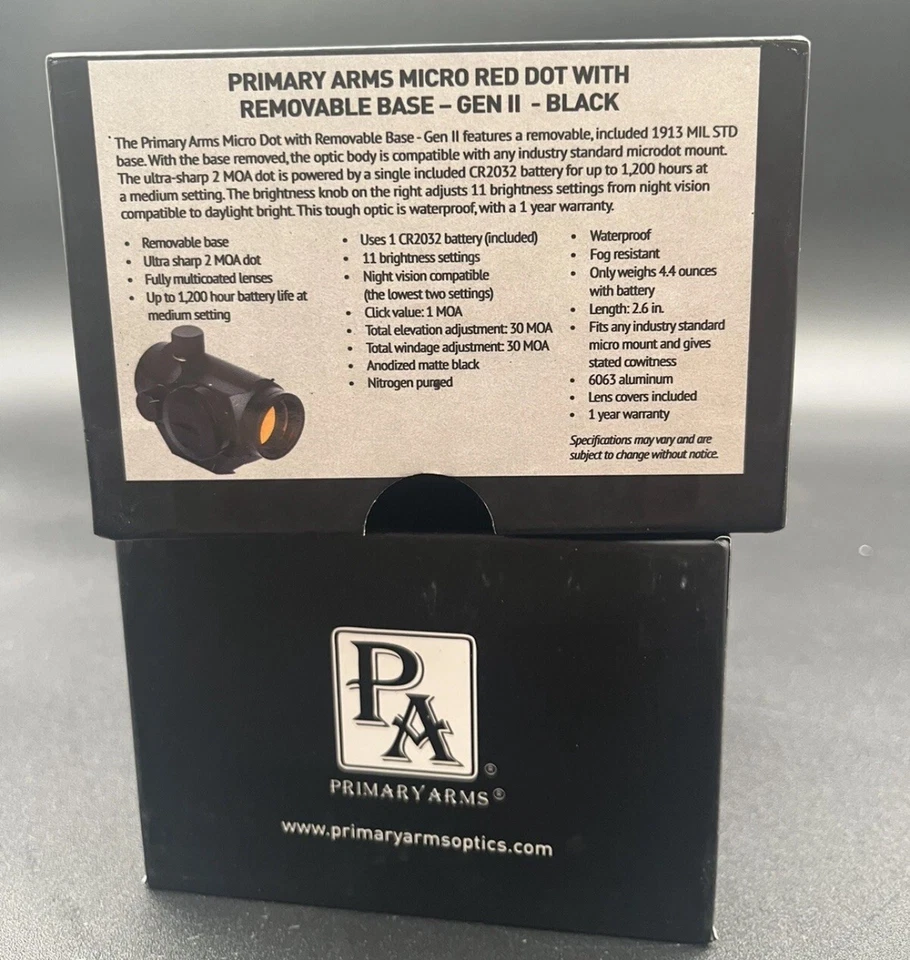 PRIMARY ARMS MICRO RED DOT WITH
REMOVABLE BASE – GEN II - BLACK
The Primary Arms Micro Dot with Removable Base - Gen II features a removable, included 1913 MIL STD
base. With the base removed, the optic body is compatible with any industry standard microdot mount.
The ultra-sharp 2 MOA dot is powered by a single included CR2032 battery for up to 1,200 hours at
a medium setting. The brightness knob on the right adjusts 11 brightness settings from night vision
compatible to daylight bright. This tough optic is waterproof, with a 1 year warranty.
• Removable base
• Ultra sharp 2 MOA dot
• Fully multicoated lenses
• Up to 1,200 hour battery life at
medium setting
• Uses 1 CR2032 battery (included)
• 11 brightness settings
• Night vision compatible
(the lowest two settings)
• Click value: 1 MOA
• Total elevation adjustment: 30 MOA
• Total windage adjustment: 30 MOA
• Anodized matte black
• Nitrogen purged
• Waterproof
• Fog resistant
• Only weighs 4.4 ounces
with battery
• Length: 2.6 in.
• Fits any industry standard
micro mount and gives
stated cowitness
• 6063 aluminum
• Lens covers included
• 1 year warranty
Specifications may vary and are
subject to change without notice.
PA ®
PRIMARY ARMS®
www.primaryarmsoptics.com